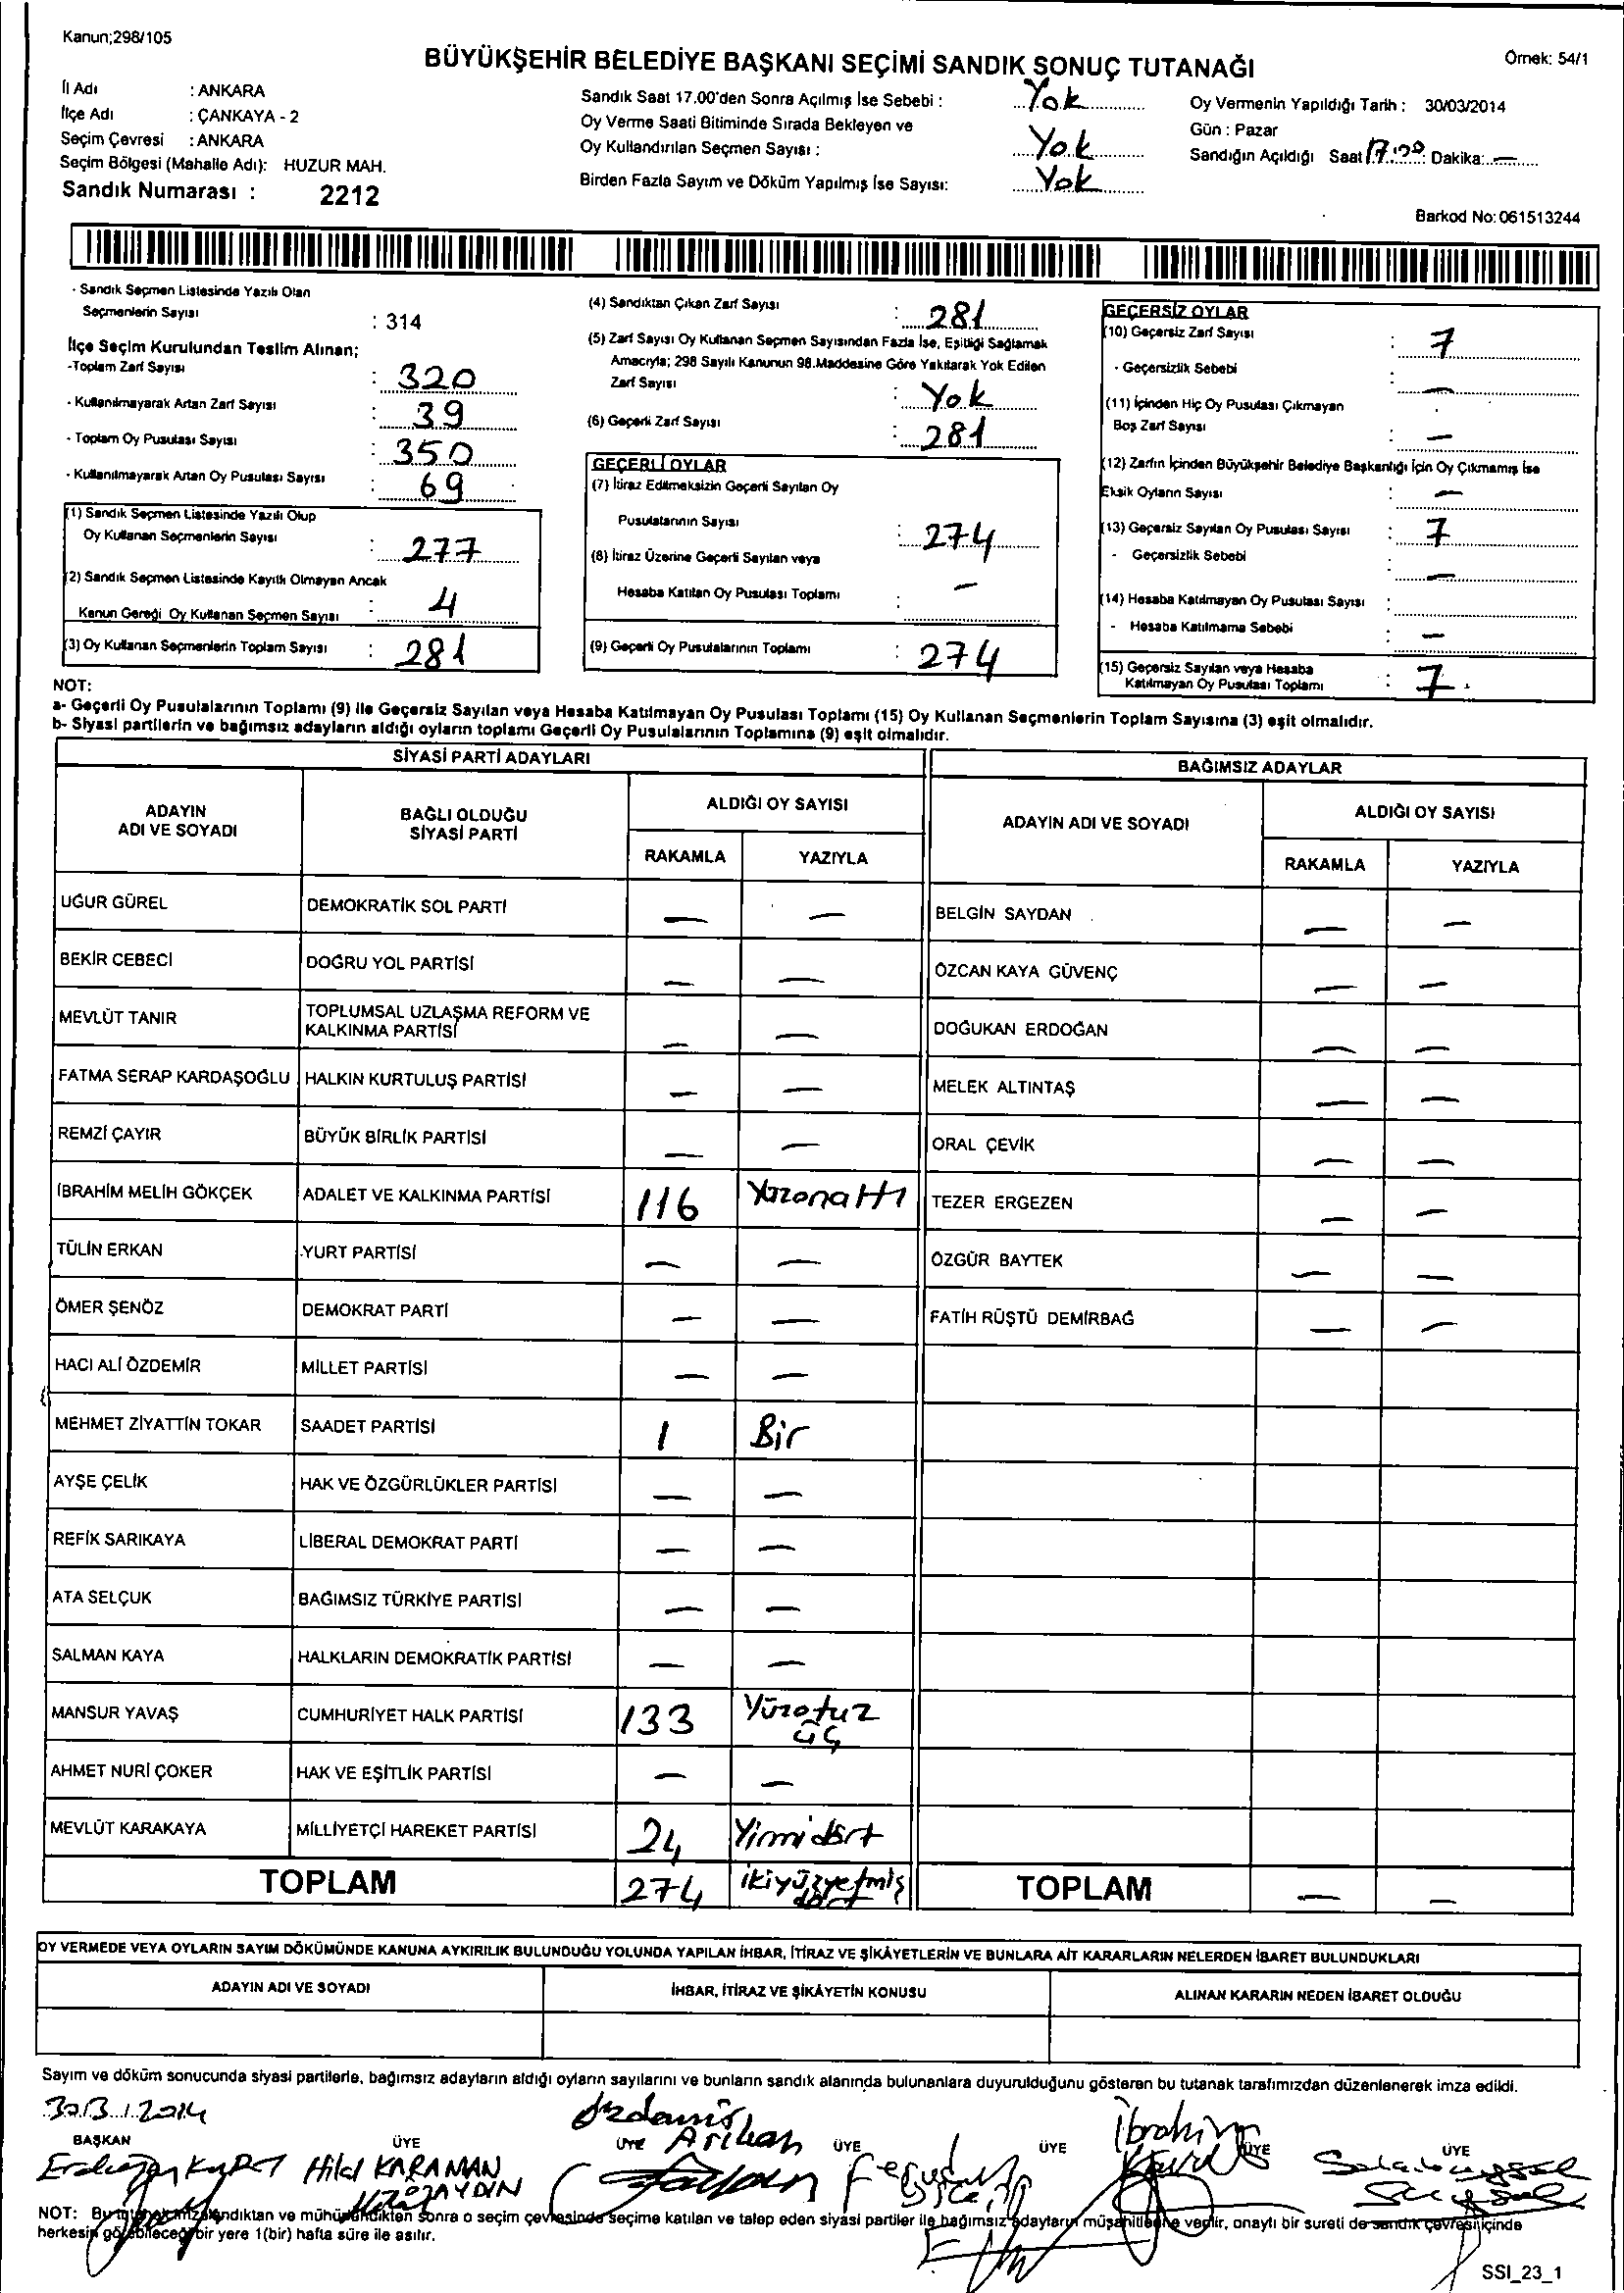 Kanun;298/105
BÜYÜKŞEHİR BELEDİYE BAŞKANI SEÇİMİ SANDIK SONUÇ TUTANAĞI
Örnek: 54/1
İl Adı : ANKARA
İlçe Adı : ÇANKAYA - 2
Seçim Çevresi : ANKARA
Seçim Bölgesi (Mahalle Adı): HUZUR MAH.
Sandık Numarası : 2212
Sandık Saat 17.00'den Sonra Açılmış İse Sebebi : Yok
Oy Verme Saati Bitiminde Sırada Bekleyen ve
Oy Kullandırılan Seçmen Sayısı : Yok
Birden Fazla Sayım ve Döküm Yapılmış İse Sayısı: Yok
Oy Vermenin Yapıldığı Tarih : 30/03/2014
Gün : Pazar
Sandığın Açıldığı Saat 17:00 Dakika: —
Barkod No: 061513244
- Sandık Seçmen Listesinde Yazılı Olan
Seçmenlerin Sayısı : 314
İlçe Seçim Kurulundan Teslim Alınan;
-Toplam Zarf Sayısı : 320
- Kullanılmayarak Artan Zarf Sayısı : 39
- Toplam Oy Pusulası Sayısı : 350
- Kullanılmayarak Artan Oy Pusulası Sayısı : 69
(1) Sandık Seçmen Listesinde Yazılı Olup
Oy Kullanan Seçmenlerin Sayısı : 277
(2) Sandık Seçmen Listesinde Kayıtlı Olmayan Ancak
Kanun Gereği Oy Kullanan Seçmen Sayısı : 4
(3) Oy Kullanan Seçmenlerin Toplam Sayısı : 281
(4) Sandıktan Çıkan Zarf Sayısı : 281
(5) Zarf Sayısı Oy Kullanan Seçmen Sayısından Fazla İse, Eşitliği Sağlamak
Amacıyla; 298 Sayılı Kanunun 98.Maddesine Göre Yakılarak Yok Edilen
Zarf Sayısı : Yok
(6) Geçerli Zarf Sayısı : 281
GEÇERLİ OYLAR
(7) İtiraz Edilmeksizin Geçerli Sayılan Oy
Pusulalarının Sayısı : 274
(8) İtiraz Üzerine Geçerli Sayılan veya
Hesaba Katılan Oy Pusulası Toplamı : —
(9) Geçerli Oy Pusulalarının Toplamı : 274
GEÇERSİZ OYLAR
(10) Geçersiz Zarf Sayısı : 7
- Geçersizlik Sebebi : —
(11) İçinden Hiç Oy Pusulası Çıkmayan
Boş Zarf Sayısı : —
(12) Zarfın İçinden Büyükşehir Belediye Başkanlığı İçin Oy Çıkmamış İse
Eksik Oyların Sayısı : —
(13) Geçersiz Sayılan Oy Pusulası Sayısı : 7
- Geçersizlik Sebebi : —
(14) Hesaba Katılmayan Oy Pusulası Sayısı :
- Hesaba Katılmama Sebebi : —
(15) Geçersiz Sayılan veya Hesaba
Katılmayan Oy Pusulası Toplamı : 7
NOT:
a- Geçerli Oy Pusulalarının Toplamı (9) ile Geçersiz Sayılan veya Hesaba Katılmayan Oy Pusulası Toplamı (15) Oy Kullanan Seçmenlerin Toplam Sayısına (3) eşit olmalıdır.
b- Siyasi partilerin ve bağımsız adayların aldığı oyların toplamı Geçerli Oy Pusulalarının Toplamına (9) eşit olmalıdır.
SİYASİ PARTİ ADAYLARI
ADAYIN ADI VE SOYADI BAĞLI OLDUĞU SİYASİ PARTİ ALDIĞI OY SAYISI
RAKAMLA YAZIYLA
UĞUR GÜREL DEMOKRATİK SOL PARTİ — —
BEKİR CEBECİ DOĞRU YOL PARTİSİ — —
MEVLÜT TANIR TOPLUMSAL UZLAŞMA REFORM VE KALKINMA PARTİSİ — —
FATMA SERAP KARDAŞOĞLU HALKIN KURTULUŞ PARTİSİ — —
REMZİ ÇAYIR BÜYÜK BİRLİK PARTİSİ — —
İBRAHİM MELİH GÖKÇEK ADALET VE KALKINMA PARTİSİ 116 Yüzonaltı
TÜLİN ERKAN YURT PARTİSİ — —
ÖMER ŞENÖZ DEMOKRAT PARTİ — —
HACI ALİ ÖZDEMİR MİLLET PARTİSİ — —
MEHMET ZİYATTİN TOKAR SAADET PARTİSİ 1 Bir
AYŞE ÇELİK HAK VE ÖZGÜRLÜKLER PARTİSİ — —
REFİK SARIKAYA LİBERAL DEMOKRAT PARTİ — —
ATA SELÇUK BAĞIMSIZ TÜRKİYE PARTİSİ — —
SALMAN KAYA HALKLARIN DEMOKRATİK PARTİSİ — —
MANSUR YAVAŞ CUMHURİYET HALK PARTİSİ 133 Yüzotuz üç
AHMET NURİ ÇOKER HAK VE EŞİTLİK PARTİSİ — —
MEVLÜT KARAKAYA MİLLİYETÇİ HAREKET PARTİSİ 24 Yirmidört
TOPLAM 274 ikiyüzyetmiş dört
BAĞIMSIZ ADAYLAR
ADAYIN ADI VE SOYADI ALDIĞI OY SAYISI
RAKAMLA YAZIYLA
BELGİN SAYDAN — —
ÖZCAN KAYA GÜVENÇ — —
DOĞUKAN ERDOĞAN — —
MELEK ALTINTAŞ — —
ORAL ÇEVİK — —
TEZER ERGEZEN — —
ÖZGÜR BAYTEK — —
FATİH RÜŞTÜ DEMİRBAĞ — —
TOPLAM — —
OY VERMEDE VEYA OYLARIN SAYIM DÖKÜMÜNDE KANUNA AYKIRILIK BULUNDUĞU YOLUNDA YAPILAN İHBAR, İTİRAZ VE ŞİKÂYETLERİN VE BUNLARA AİT KARARLARIN NELERDEN İBARET BULUNDUKLARI
ADAYIN ADI VE SOYADI İHBAR, İTİRAZ VE ŞİKÂYETİN KONUSU ALINAN KARARIN NEDEN İBARET OLDUĞU
Sayım ve döküm sonucunda siyasi partilerle, bağımsız adayların aldığı oyların sayılarını ve bunların sandık alanında bulunanlara duyurulduğunu gösteren bu tutanak tarafımızdan düzenlenerek imza edildi.
30/3/2014
BAŞKAN ÜYE ÜYE ÜYE ÜYE ÜYE ÜYE
Hilal KARAMAN
İbrahim
NOT: Bu tutanak imzalandıktan ve mühürlendikten sonra o seçim çevresinde seçime katılan ve talep eden siyasi partiler ile bağımsız adayların müşahitlerine verilir, onaylı bir sureti de sandık çevresi içinde
herkesin görebileceği bir yere 1(bir) hafta süre ile asılır.
SSI_23_1